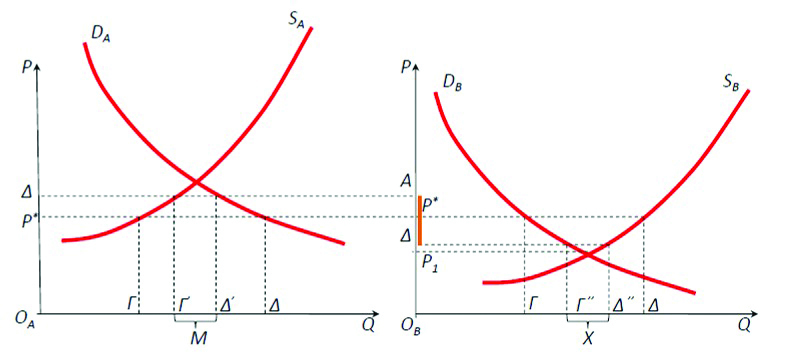 D_A
S_A
P
Δ
P*
Γ
Γ´
Δ´
Δ
O_A
M
Q
P
D_B
S_B
A
P*
Δ
P_1
Γ
Γ´´
Δ´´
Δ
O_B
X
Q